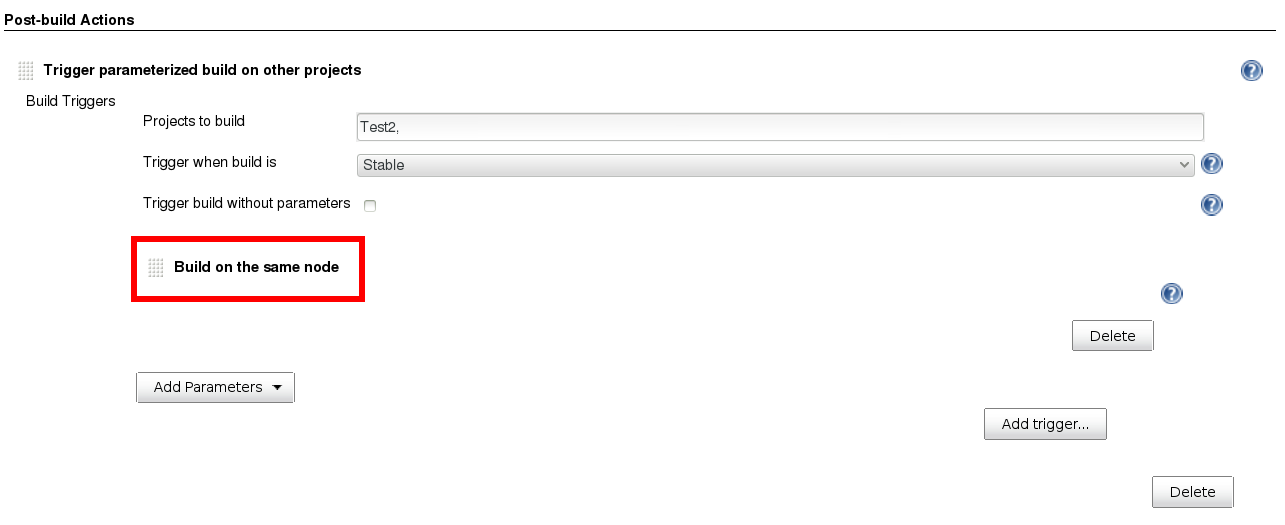 Post-build Actions
Trigger parameterized build on other projects
?
Build Triggers
Projects to build
Test2,
Trigger when build is
Stable
?
Trigger build without parameters
?
Build on the same node
?
Delete
Add Parameters
Add trigger...
Delete